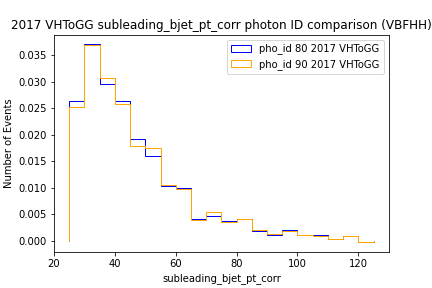 2017 VHToGG subleading_bjet_pt_corr photon ID comparison (VBFHH)
pho_id 80 2017 VHToGG
pho_id 90 2017 VHToGG
Number of Events
0.035
0.030
0.025
0.020
0.015
0.010
0.005
0.000
20 40 60 80 100 120
subleading_bjet_pt_corr